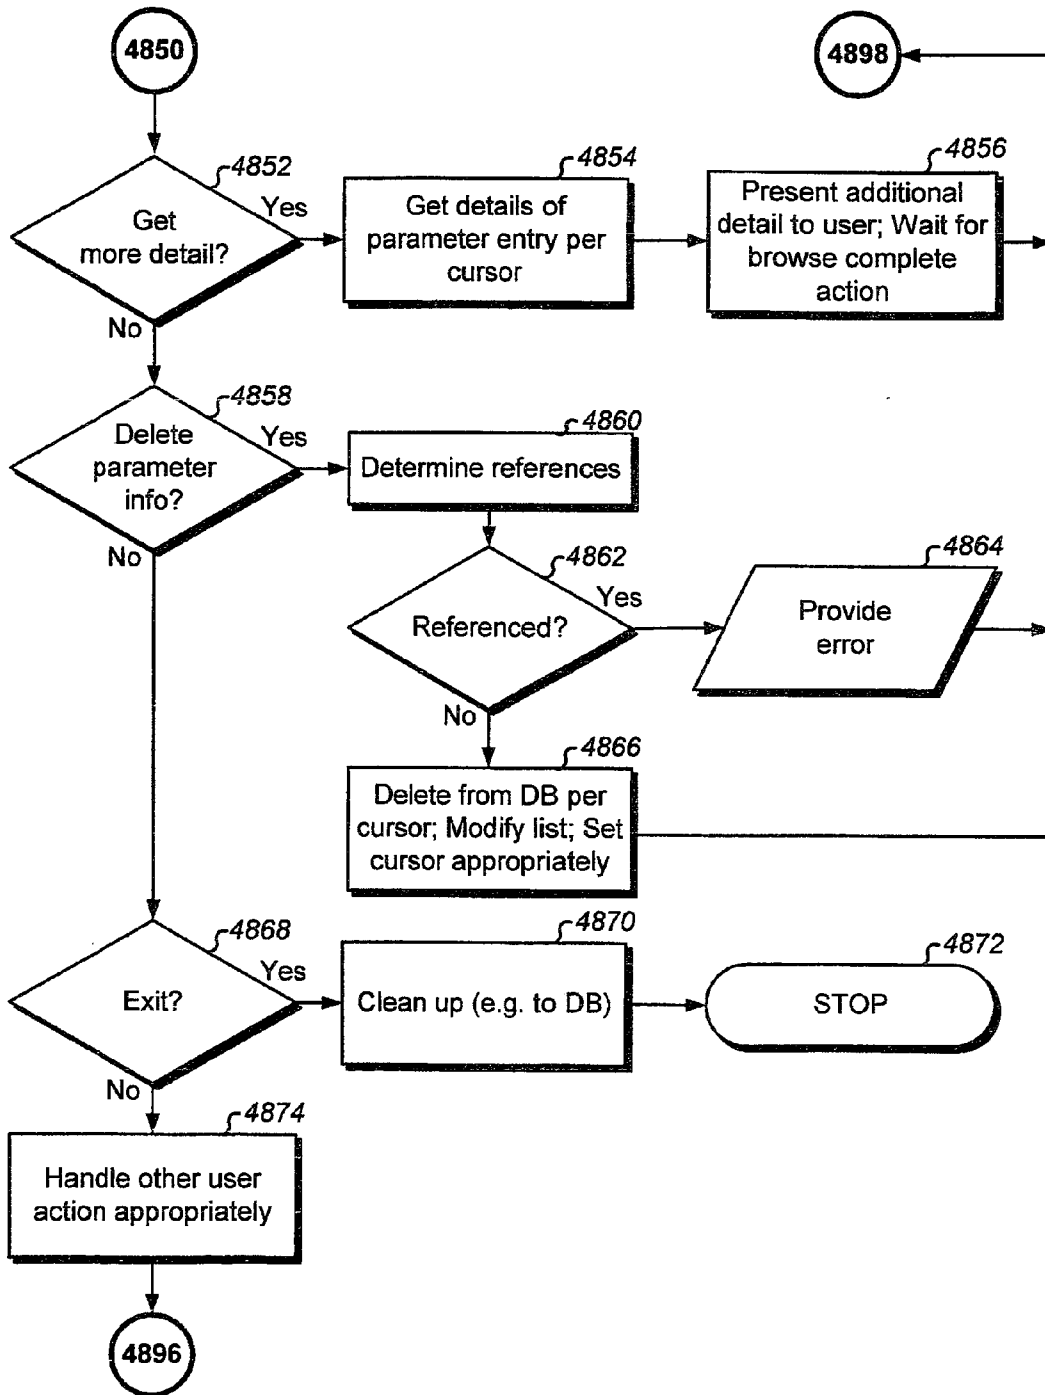 4850
4898
4852
4854
4856
Get
more detail?
Yes
Get details of
parameter entry per
cursor
Present additional
detail to user; Wait for
browse complete
action
No
4858
Delete
parameter
info?
Yes
4860
Determine references
No
4862
Referenced?
Yes
4864
Provide
error
No
4866
Delete from DB per
cursor; Modify list; Set
cursor appropriately
4868
Exit?
Yes
4870
Clean up (e.g. to DB)
4872
STOP
No
4874
Handle other user
action appropriately
4896